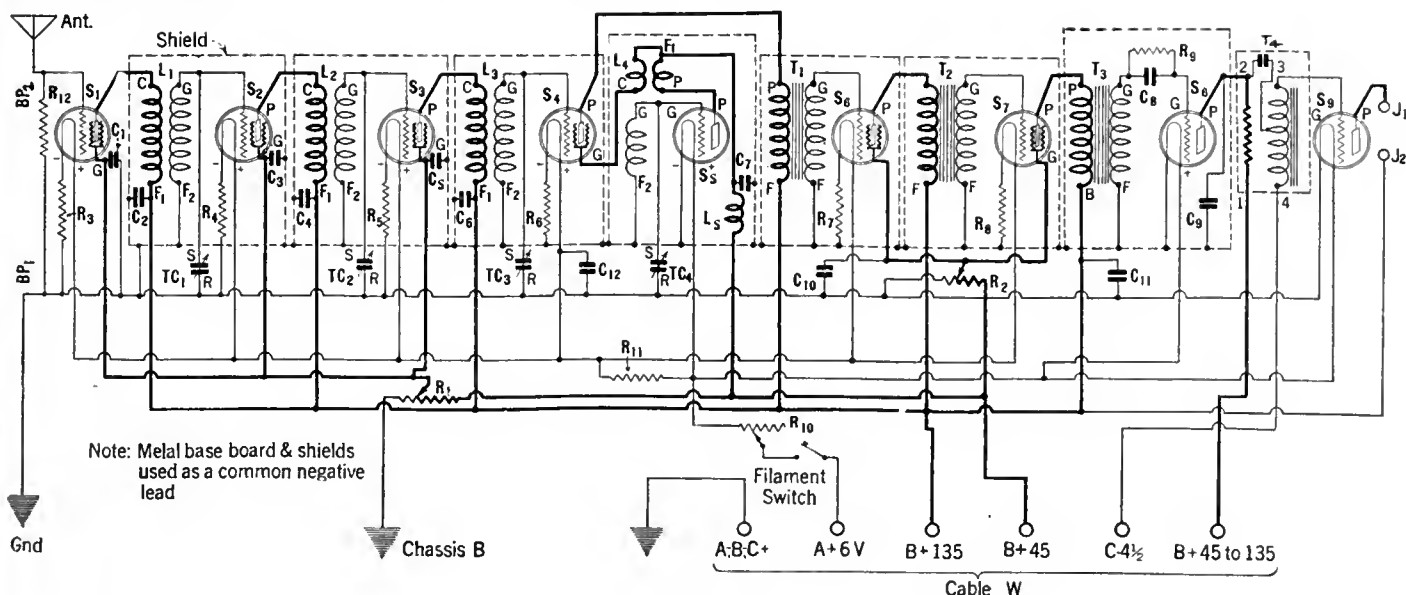 Ant.
Shield
BP2
R12
S1
L1
S2
L2
S3
L3
S4
L4
F1
T1
S6
T2
S7
T3
R9
C8
S8
T4
S9
J1
J2
C
G
P
C
G
P
C
G
P
C
P
G
G
P
G
P
G
P
G
P
2
3
G
P
C1
G
C2
F1
F2
G
C3
C4
F1
F2
G
C5
C6
F1
F2
G
F2
S5
P
C7
L5
F
F
F
G
B
F
C9
1
4
R3
R4
R5
R6
R7
R8
BP1
TC1
S
R
TC2
S
R
TC3
S
R
C12
S
R
TC4
C10
R2
C11
R11
R1
R10
Note: Melal base board & shields
used as a common negative
lead
Filament
Switch
Gnd
Chassis B
A;B;C+
A+6V
B+135
B+45
C-4½
B+45 to 135
Cable W